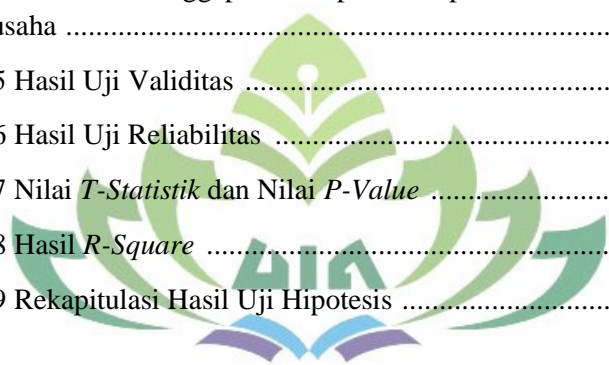 usaha ...............................................................................
5 Hasil Uji Validitas .....................................................
6 Hasil Uji Reliabilitas ................................................
7 Nilai T-Statistik dan Nilai P-Value ..........................
8 Hasil R-Square ...........................................................
UIN
9 Rekapitulasi Hasil Uji Hipotesis ..............................